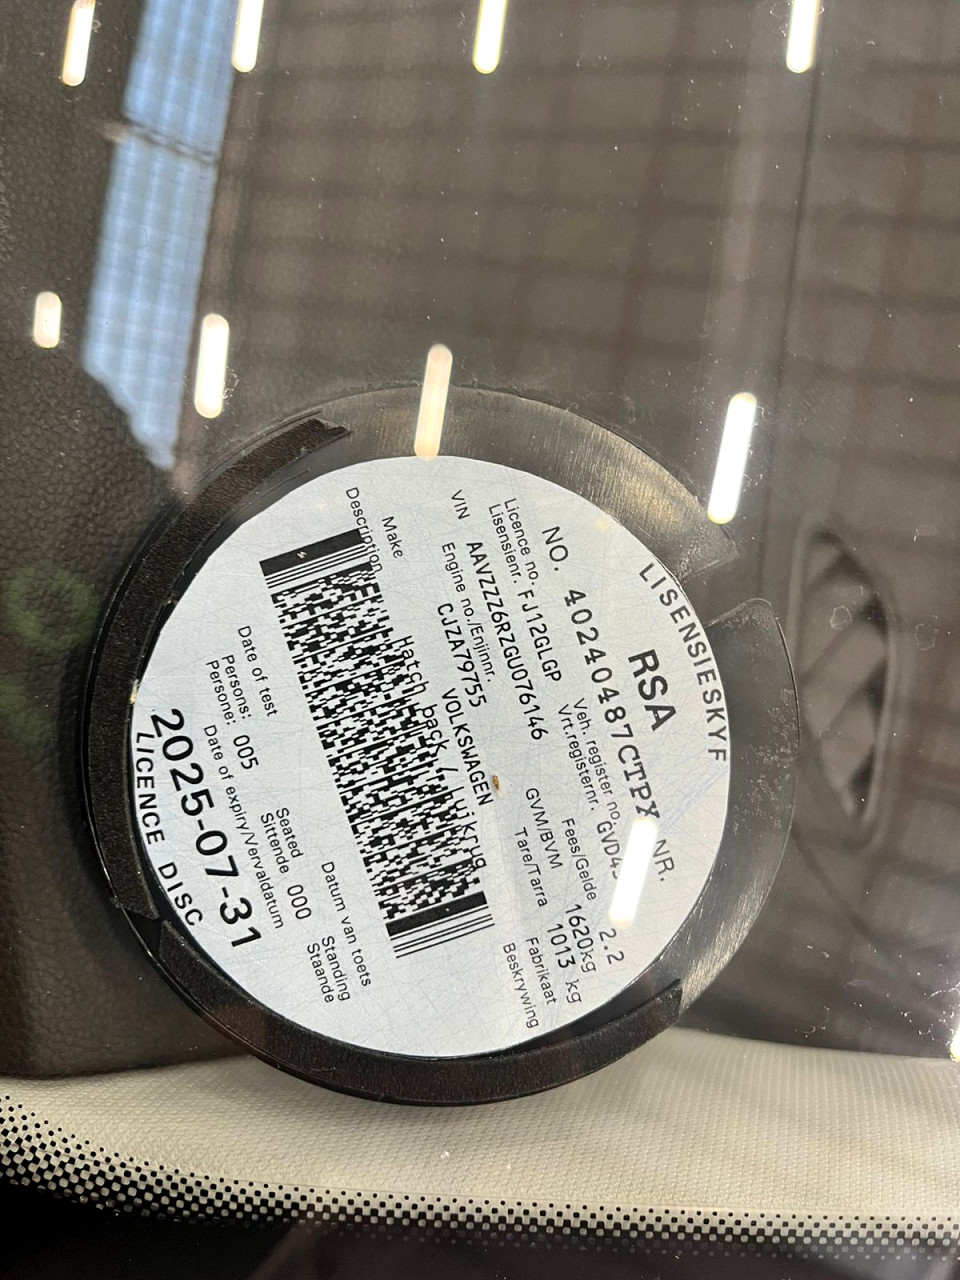 LISENSIESKYF
RSA
NO. 40240487CTPX NR.
Licence no. Veh. register no.
Lisensienr. FJ12GLGP Vrt.registernr. GVD4
VIN AAVZZZ6RZGU076146 Fees/Gelde 2.2
Engine no./Enjinnr. GVM/BVM 1620kg
CJZA79755 Tare/Tarra 1013 kg
Make VOLKSWAGEN Fabrikaat
Description Hatch back / Luikrug Beskrywing
Date of test Datum van toets
Persons: Seated Standing
Persone: 005 Sittende 000 Staande
Date of expiry/Vervaldatum
2025-07-31
LICENCE DISC